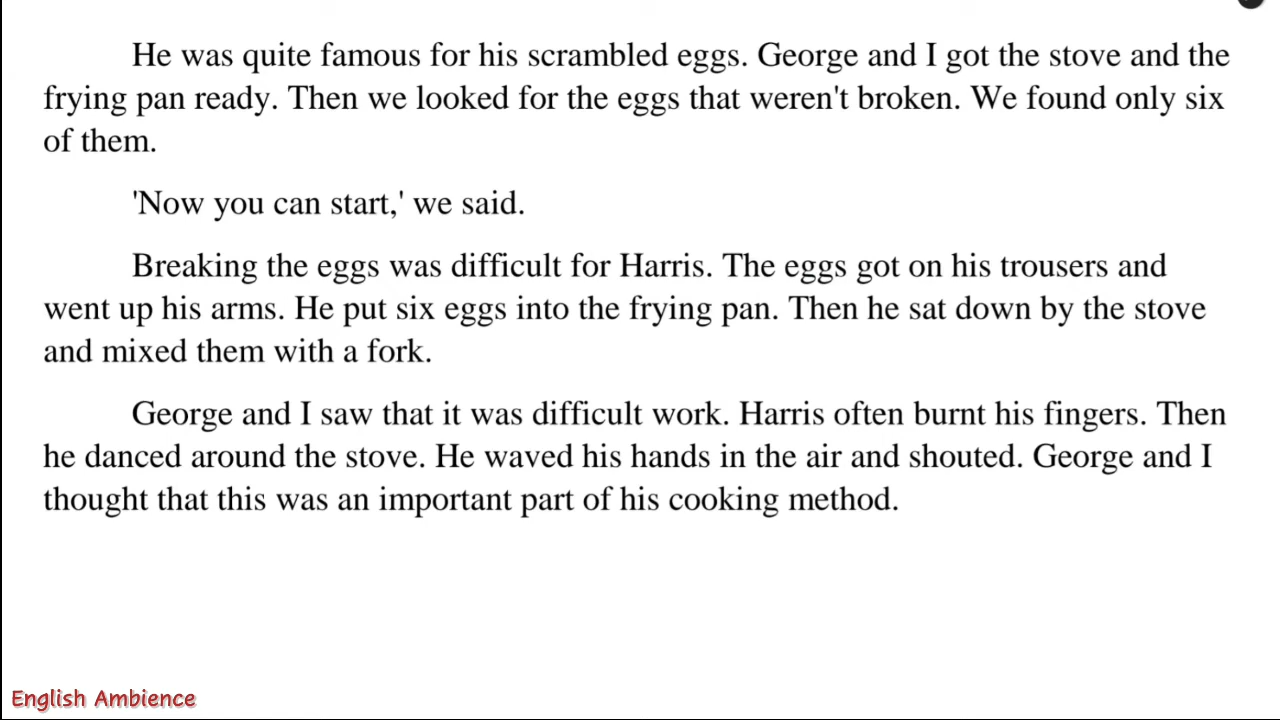 He was quite famous for his scrambled eggs. George and I got the stove and the
frying pan ready. Then we looked for the eggs that weren't broken. We found only six
of them.
'Now you can start,' we said.
Breaking the eggs was difficult for Harris. The eggs got on his trousers and
went up his arms. He put six eggs into the frying pan. Then he sat down by the stove
and mixed them with a fork.
George and I saw that it was difficult work. Harris often burnt his fingers. Then
he danced around the stove. He waved his hands in the air and shouted. George and I
thought that this was an important part of his cooking method.
English Ambience